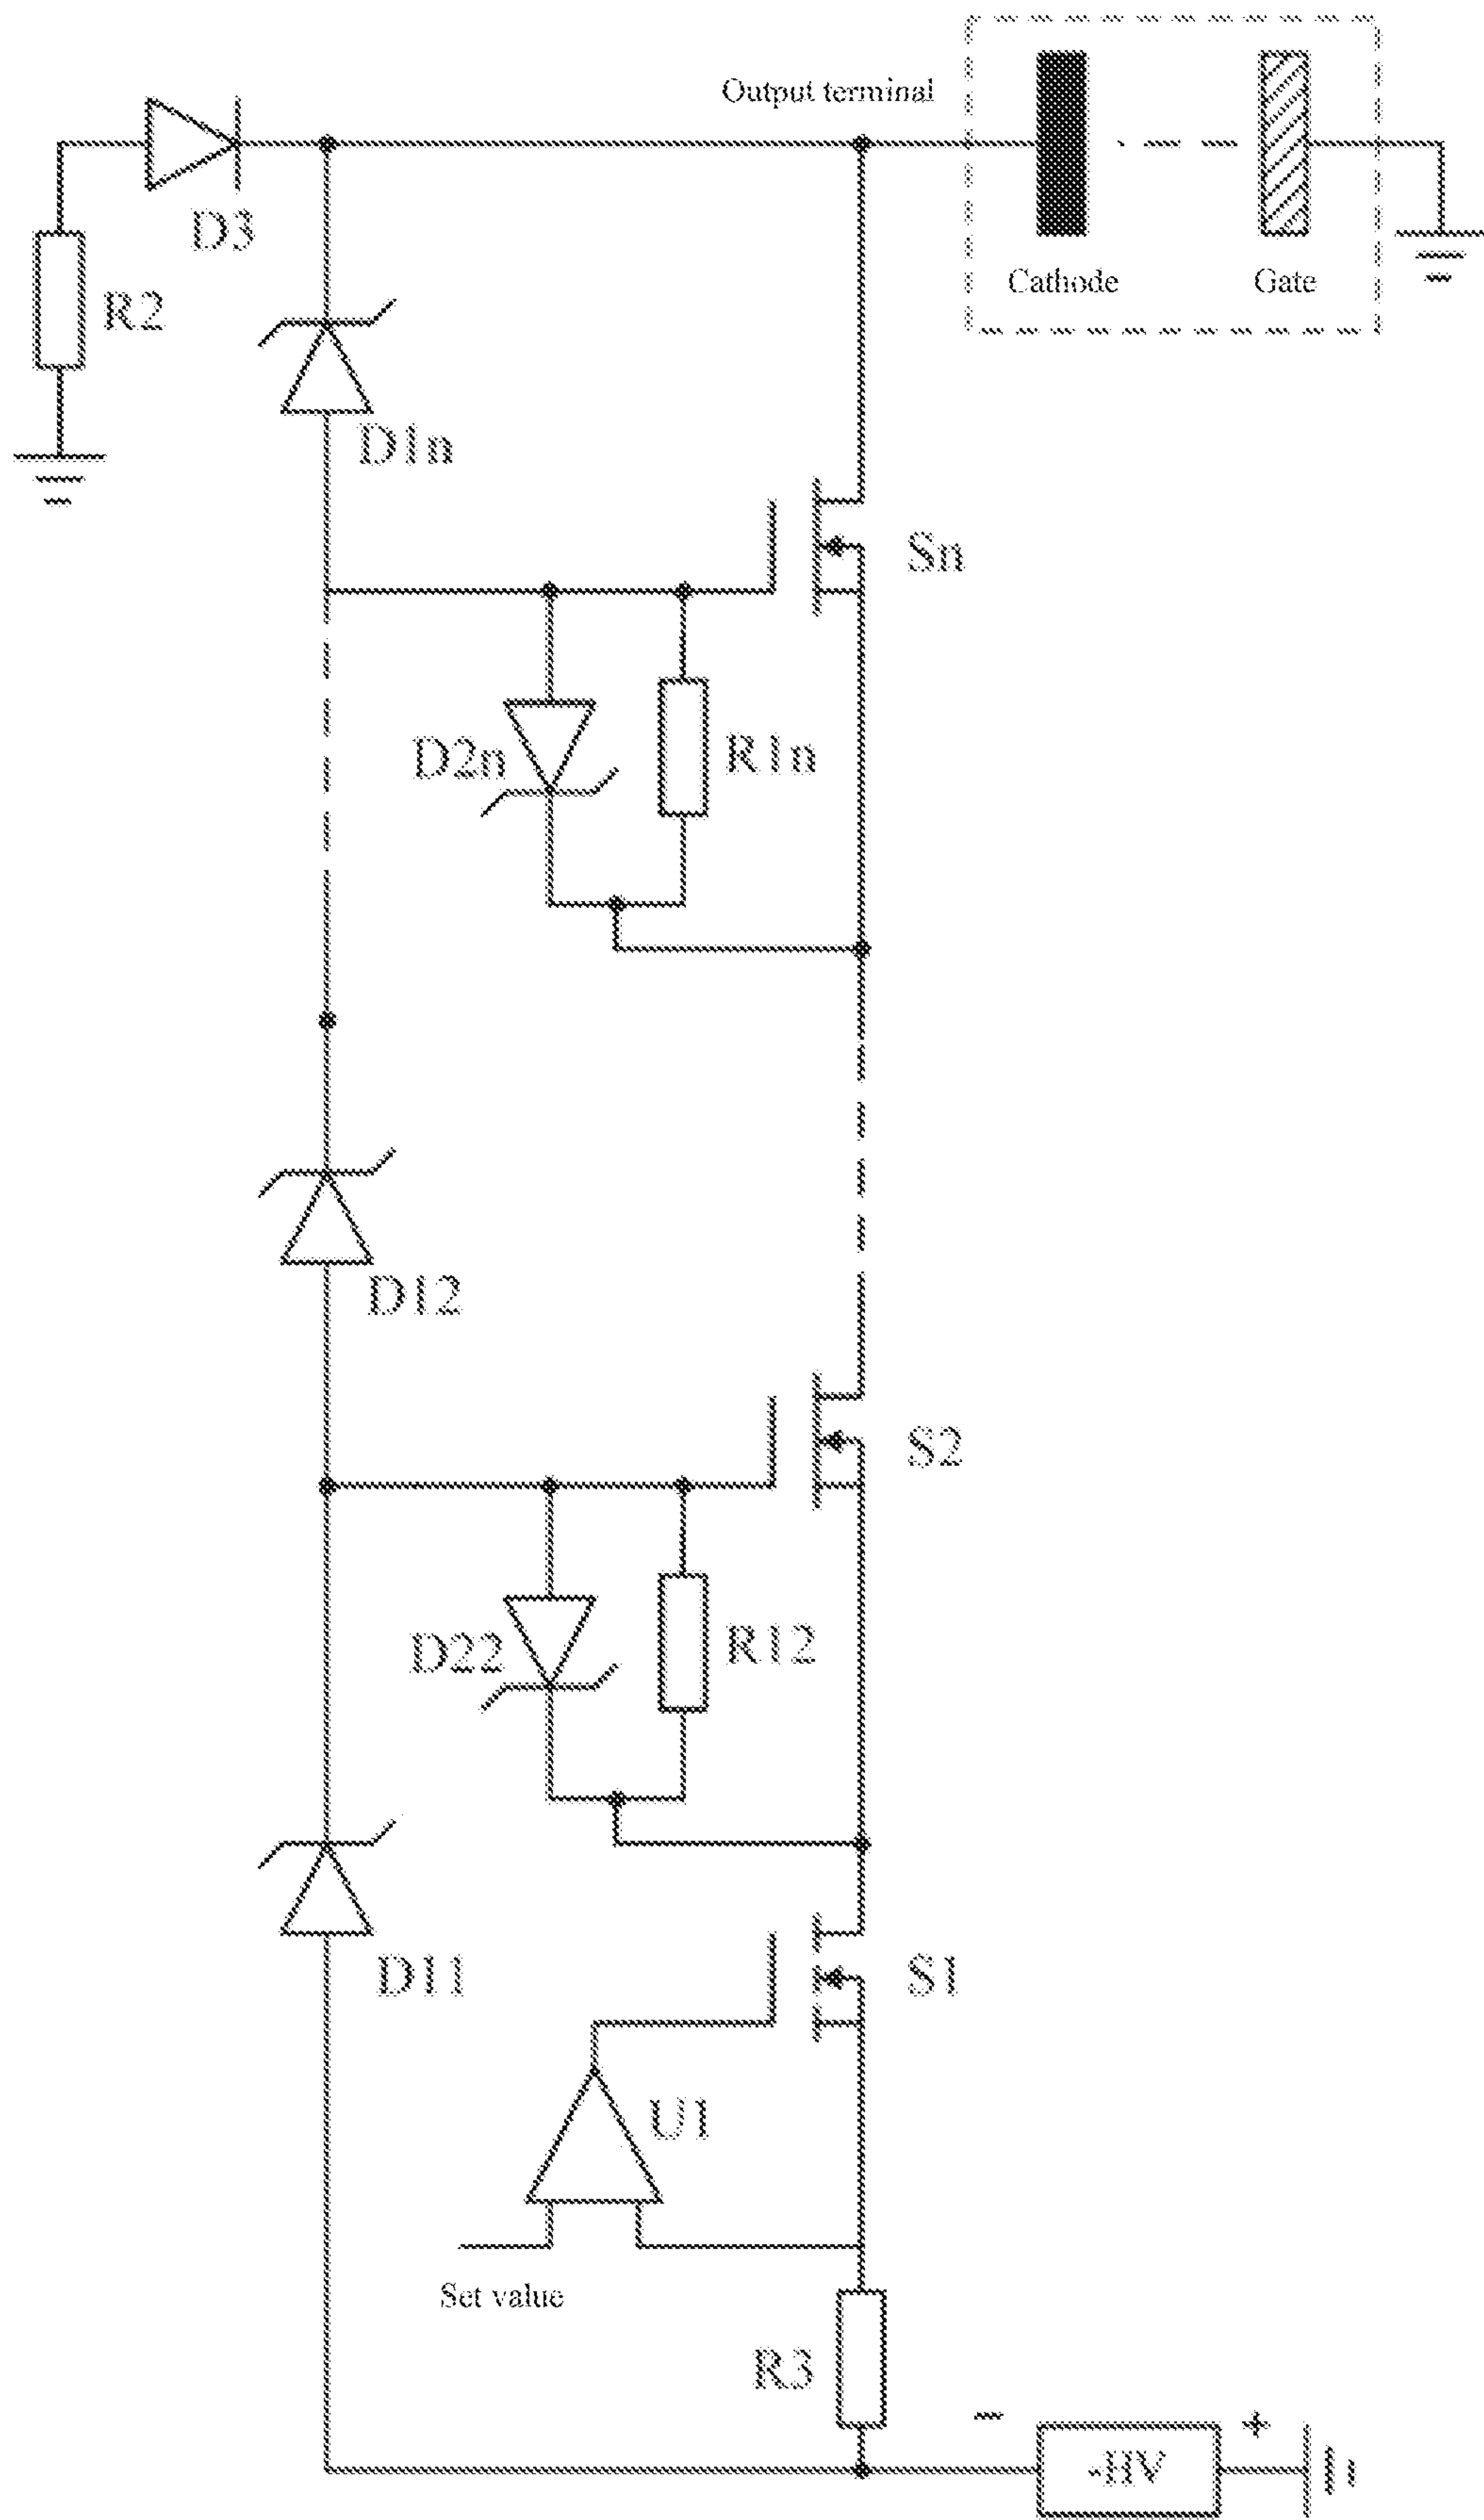 Output terminal
D3
Cathode
Gate
R2
D1n
Sn
D2n
R1n
D12
S2
D22
R12
D11
S1
U1
Set value
R3
- +
-HV